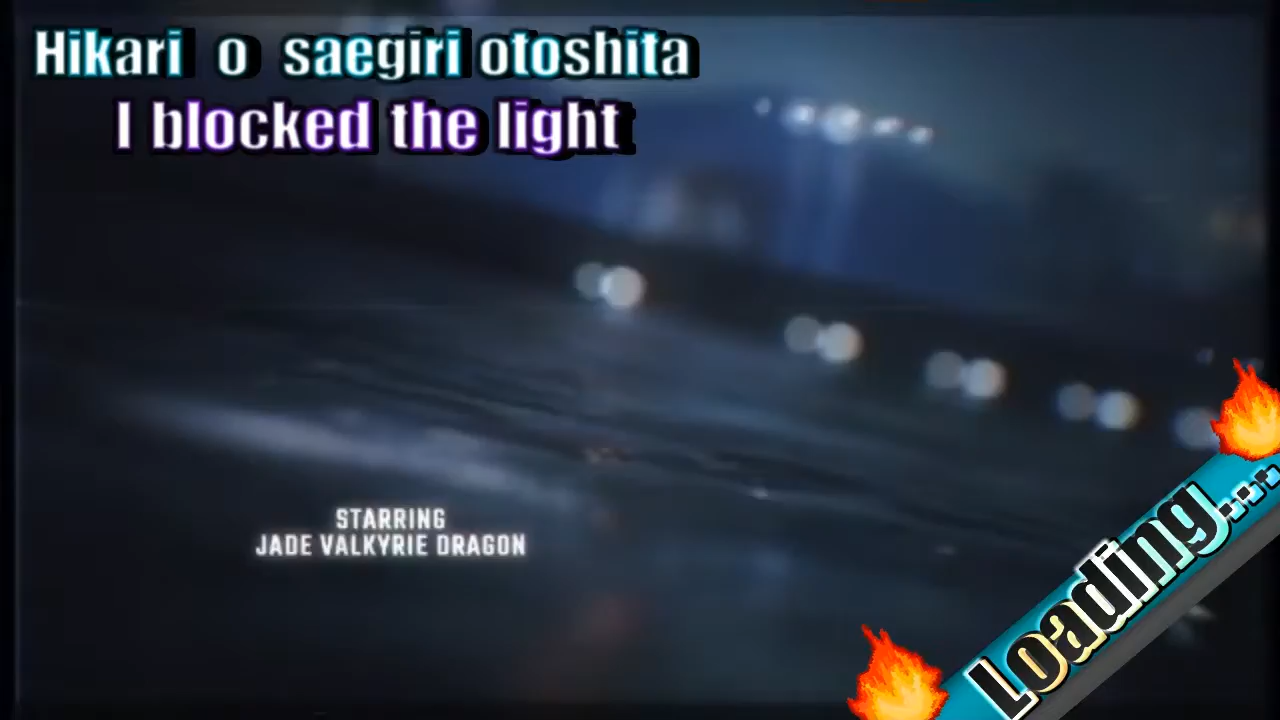 Hikari o saegiri otoshita
I blocked the light
STARRING
JADE VALKYRIE DRAGON
Loading....